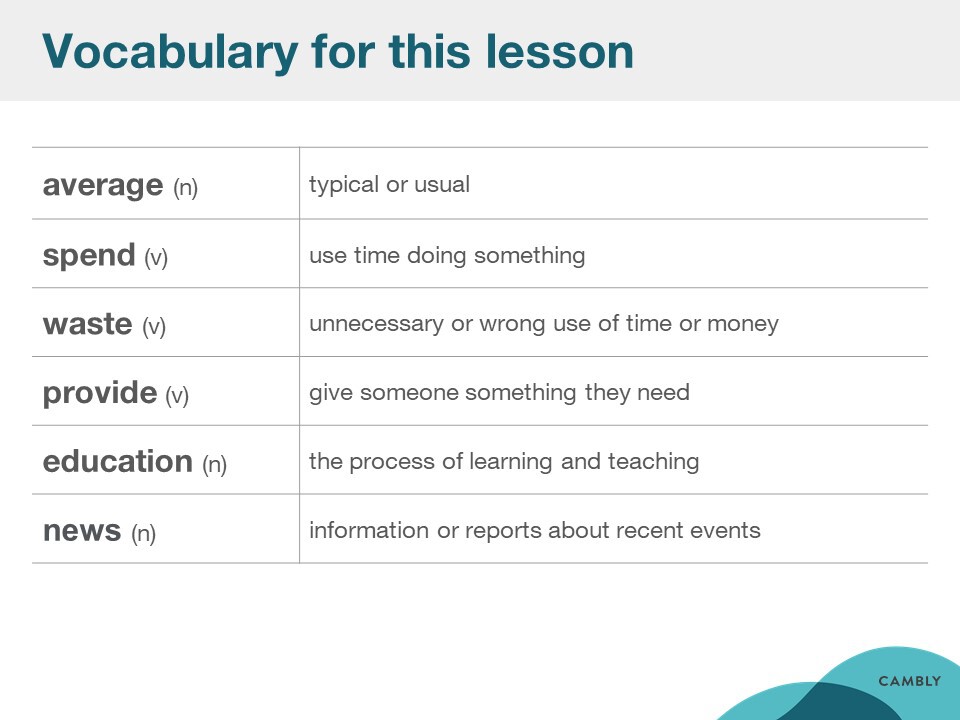 Vocabulary for this lesson
average (n) typical or usual
spend (v) use time doing something
waste (v) unnecessary or wrong use of time or money
provide (v) give someone something they need
education (n) the process of learning and teaching
news (n) information or reports about recent events
CAMBLY